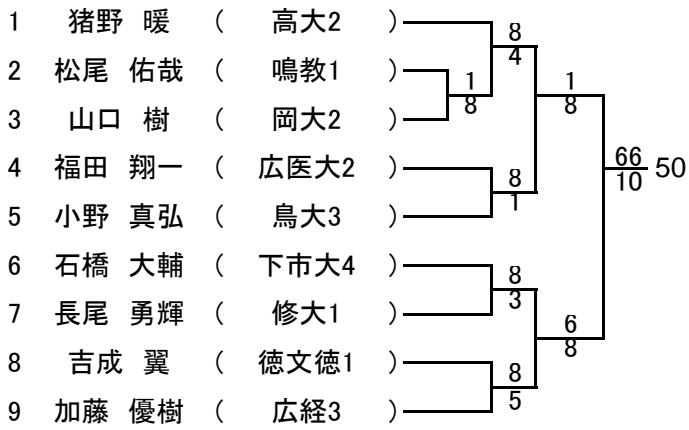 1 猪野 暖 ( 高大2 )
8
4
2 松尾 佑哉 ( 鳴教1 )
1
8
1
8
3 山口 樹 ( 岡大2 )
4 福田 翔一 ( 広医大2 )
8
1
66
10
50
5 小野 真弘 ( 鳥大3 )
6 石橋 大輔 ( 下市大4 )
8
3
7 長尾 勇輝 ( 修大1 )
6
8
8 吉成 翼 ( 徳文徳1 )
8
5
9 加藤 優樹 ( 広経3 )